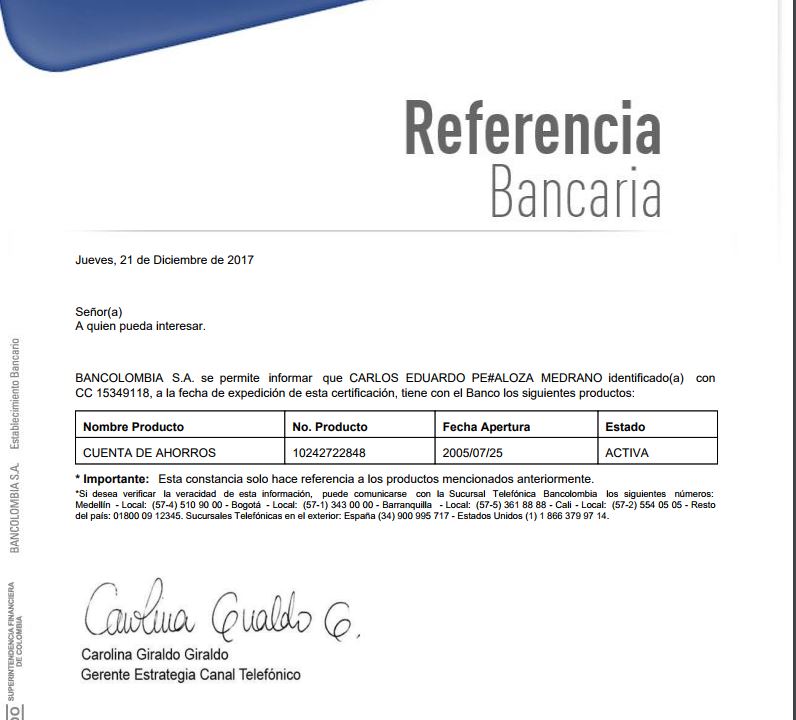 Referencia
Bancaria
Jueves, 21 de Diciembre de 2017
Señor(a)
A quien pueda interesar.
BANCOLOMBIA S.A. se permite informar que CARLOS EDUARDO PE#ALOZA MEDRANO identificado(a) con
CC 15349118, a la fecha de expedición de esta certificación, tiene con el Banco los siguientes productos:
Nombre Producto No. Producto Fecha Apertura Estado
CUENTA DE AHORROS 10242722848 2005/07/25 ACTIVA
* Importante: Esta constancia solo hace referencia a los productos mencionados anteriormente.
*Si desea verificar la veracidad de esta información, puede comunicarse con la Sucursal Telefónica Bancolombia los siguientes números:
Medellín - Local: (57-4) 510 90 00 - Bogotá - Local: (57-1) 343 00 00 - Barranquilla - Local: (57-5) 361 88 88 - Cali - Local: (57-2) 554 05 05 - Resto
del país: 01800 09 12345. Sucursales Telefónicas en el exterior: España (34) 900 995 717 - Estados Unidos (1) 1 866 379 97 14.
Carolina Giraldo G.
Carolina Giraldo Giraldo
Gerente Estrategia Canal Telefónico
BANCOLOMBIA S.A. Establecimiento Bancario
SUPERINTENDENCIA FINANCIERA
DE COLOMBIA